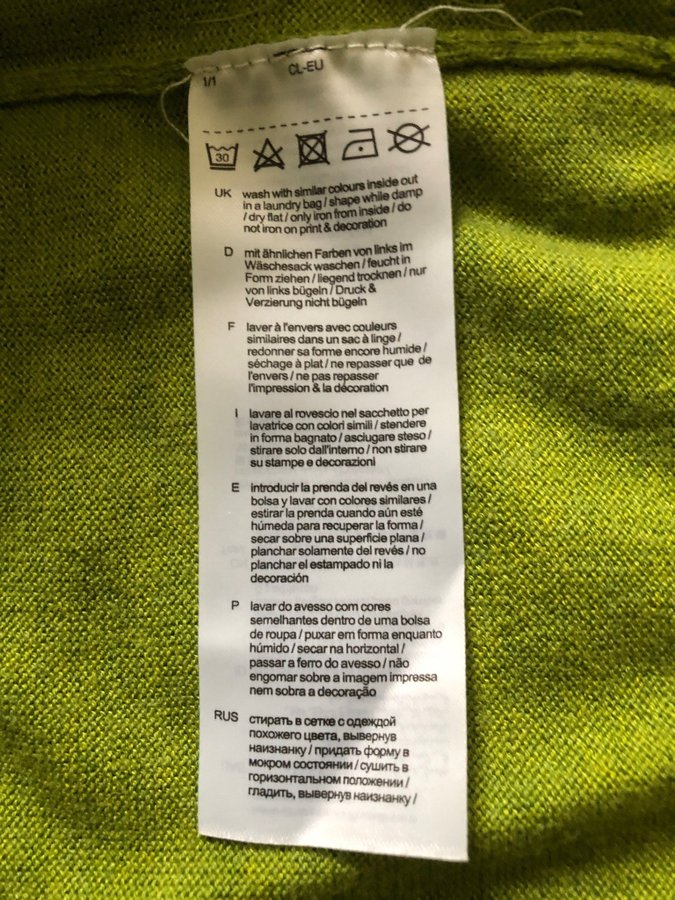 1/1 CL-EU
30
UK wash with similar colours inside out
in a laundry bag / shape while damp
/ dry flat / only iron from inside / do
not iron on print & decoration
D mit ähnlichen Farben von links im
Wäschesack waschen / feucht in
Form ziehen / liegend trocknen / nur
von links bügeln / Druck &
Verzierung nicht bügeln
F laver à l'envers avec couleurs
similaires dans un sac à linge /
redonner sa forme encore humide /
séchage à plat / ne repasser que de
l'envers / ne pas repasser
l'impression & la décoration
I lavare al rovescio nel sacchetto per
lavatrice con colori simili / stendere
in forma bagnato / asciugare steso /
stirare solo dall'interno / non stirare
su stampe e decorazioni
E introducir la prenda del revés en una
bolsa y lavar con colores similares /
estirar la prenda cuando aún esté
húmeda para recuperar la forma /
secar sobre una superficie plana /
planchar solamente del revés / no
planchar el estampado ni la
decoración
P lavar do avesso com cores
semelhantes dentro de uma bolsa
de roupa / puxar em forma enquanto
húmido / secar na horizontal /
passar a ferro do avesso / não
engomar sobre a imagem impressa
nem sobra a decoração
RUS стирать в сетке с одеждой
похожего цвета, вывернув
наизнанку / придать форму в
мокром состоянии / сушить в
горизонтальном положении /
гладить, вывернув наизнанку /